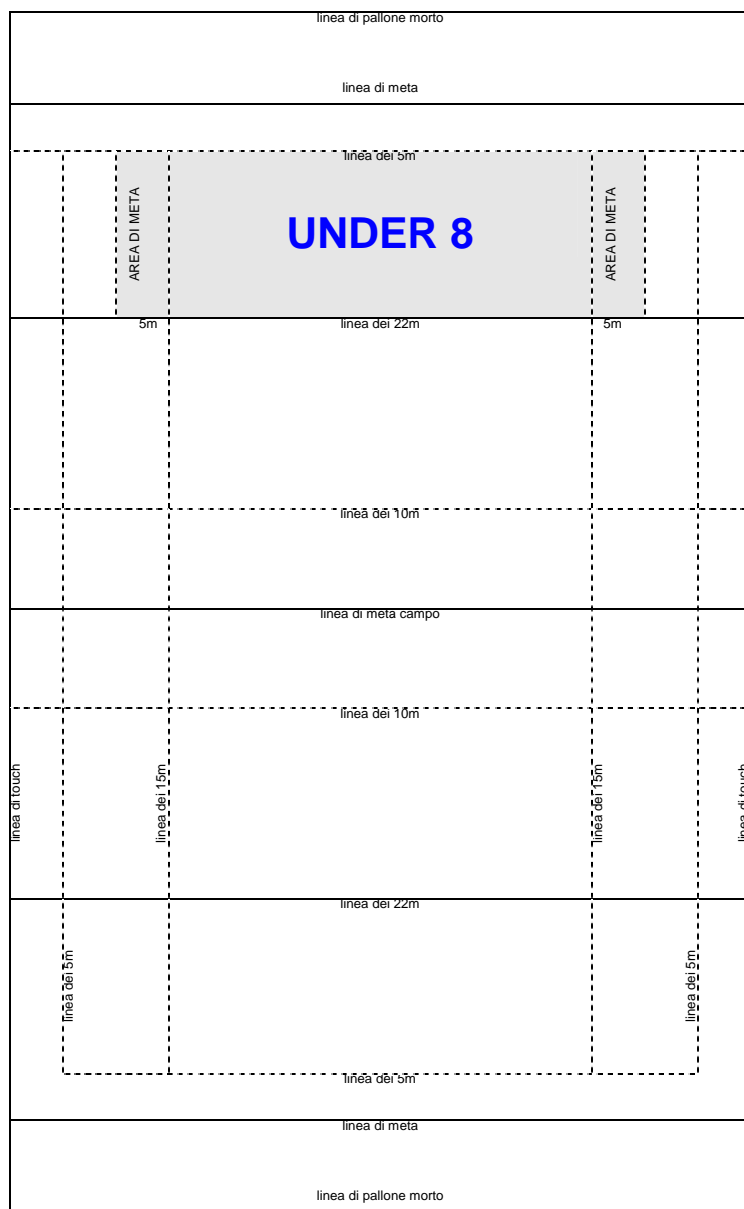 linea di pallone morto
linea di meta
linea dei 5m
AREA DI META
UNDER 8
AREA DI META
5m
linea dei 22m
5m
linea dei 10m
linea di meta campo
linea dei 10m
linea di touch
linea dei 15m
linea dei 15m
linea di touch
linea dei 22m
linea dei 5m
linea dei 5m
linea dei 5m
linea di meta
linea di pallone morto